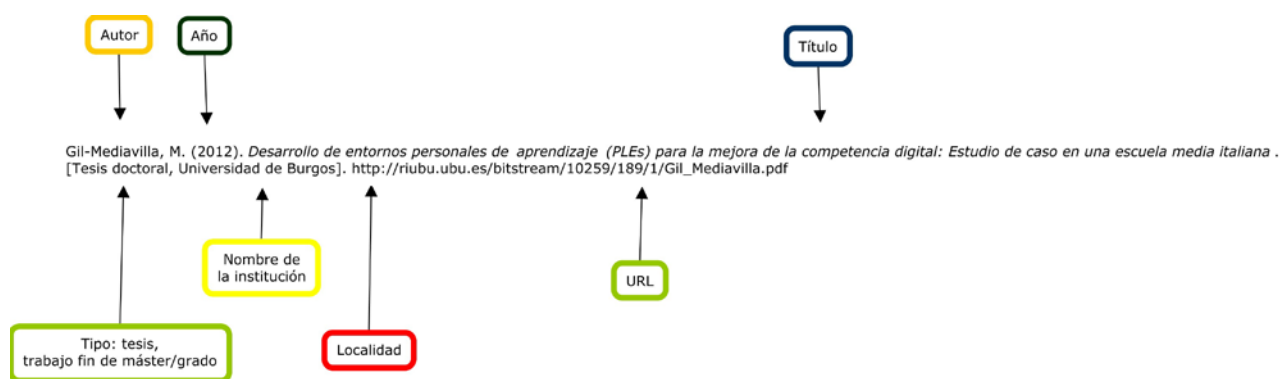 Autor
Año
Título
Gil-Mediavilla, M. (2012). Desarrollo de entornos personales de aprendizaje (PLEs) para la mejora de la competencia digital: Estudio de caso en una escuela media italiana .
[Tesis doctoral, Universidad de Burgos]. http://riubu.ubu.es/bitstream/10259/189/1/Gil_Mediavilla.pdf
Nombre de
la institución
URL
Tipo: tesis,
trabajo fin de máster/grado
Localidad